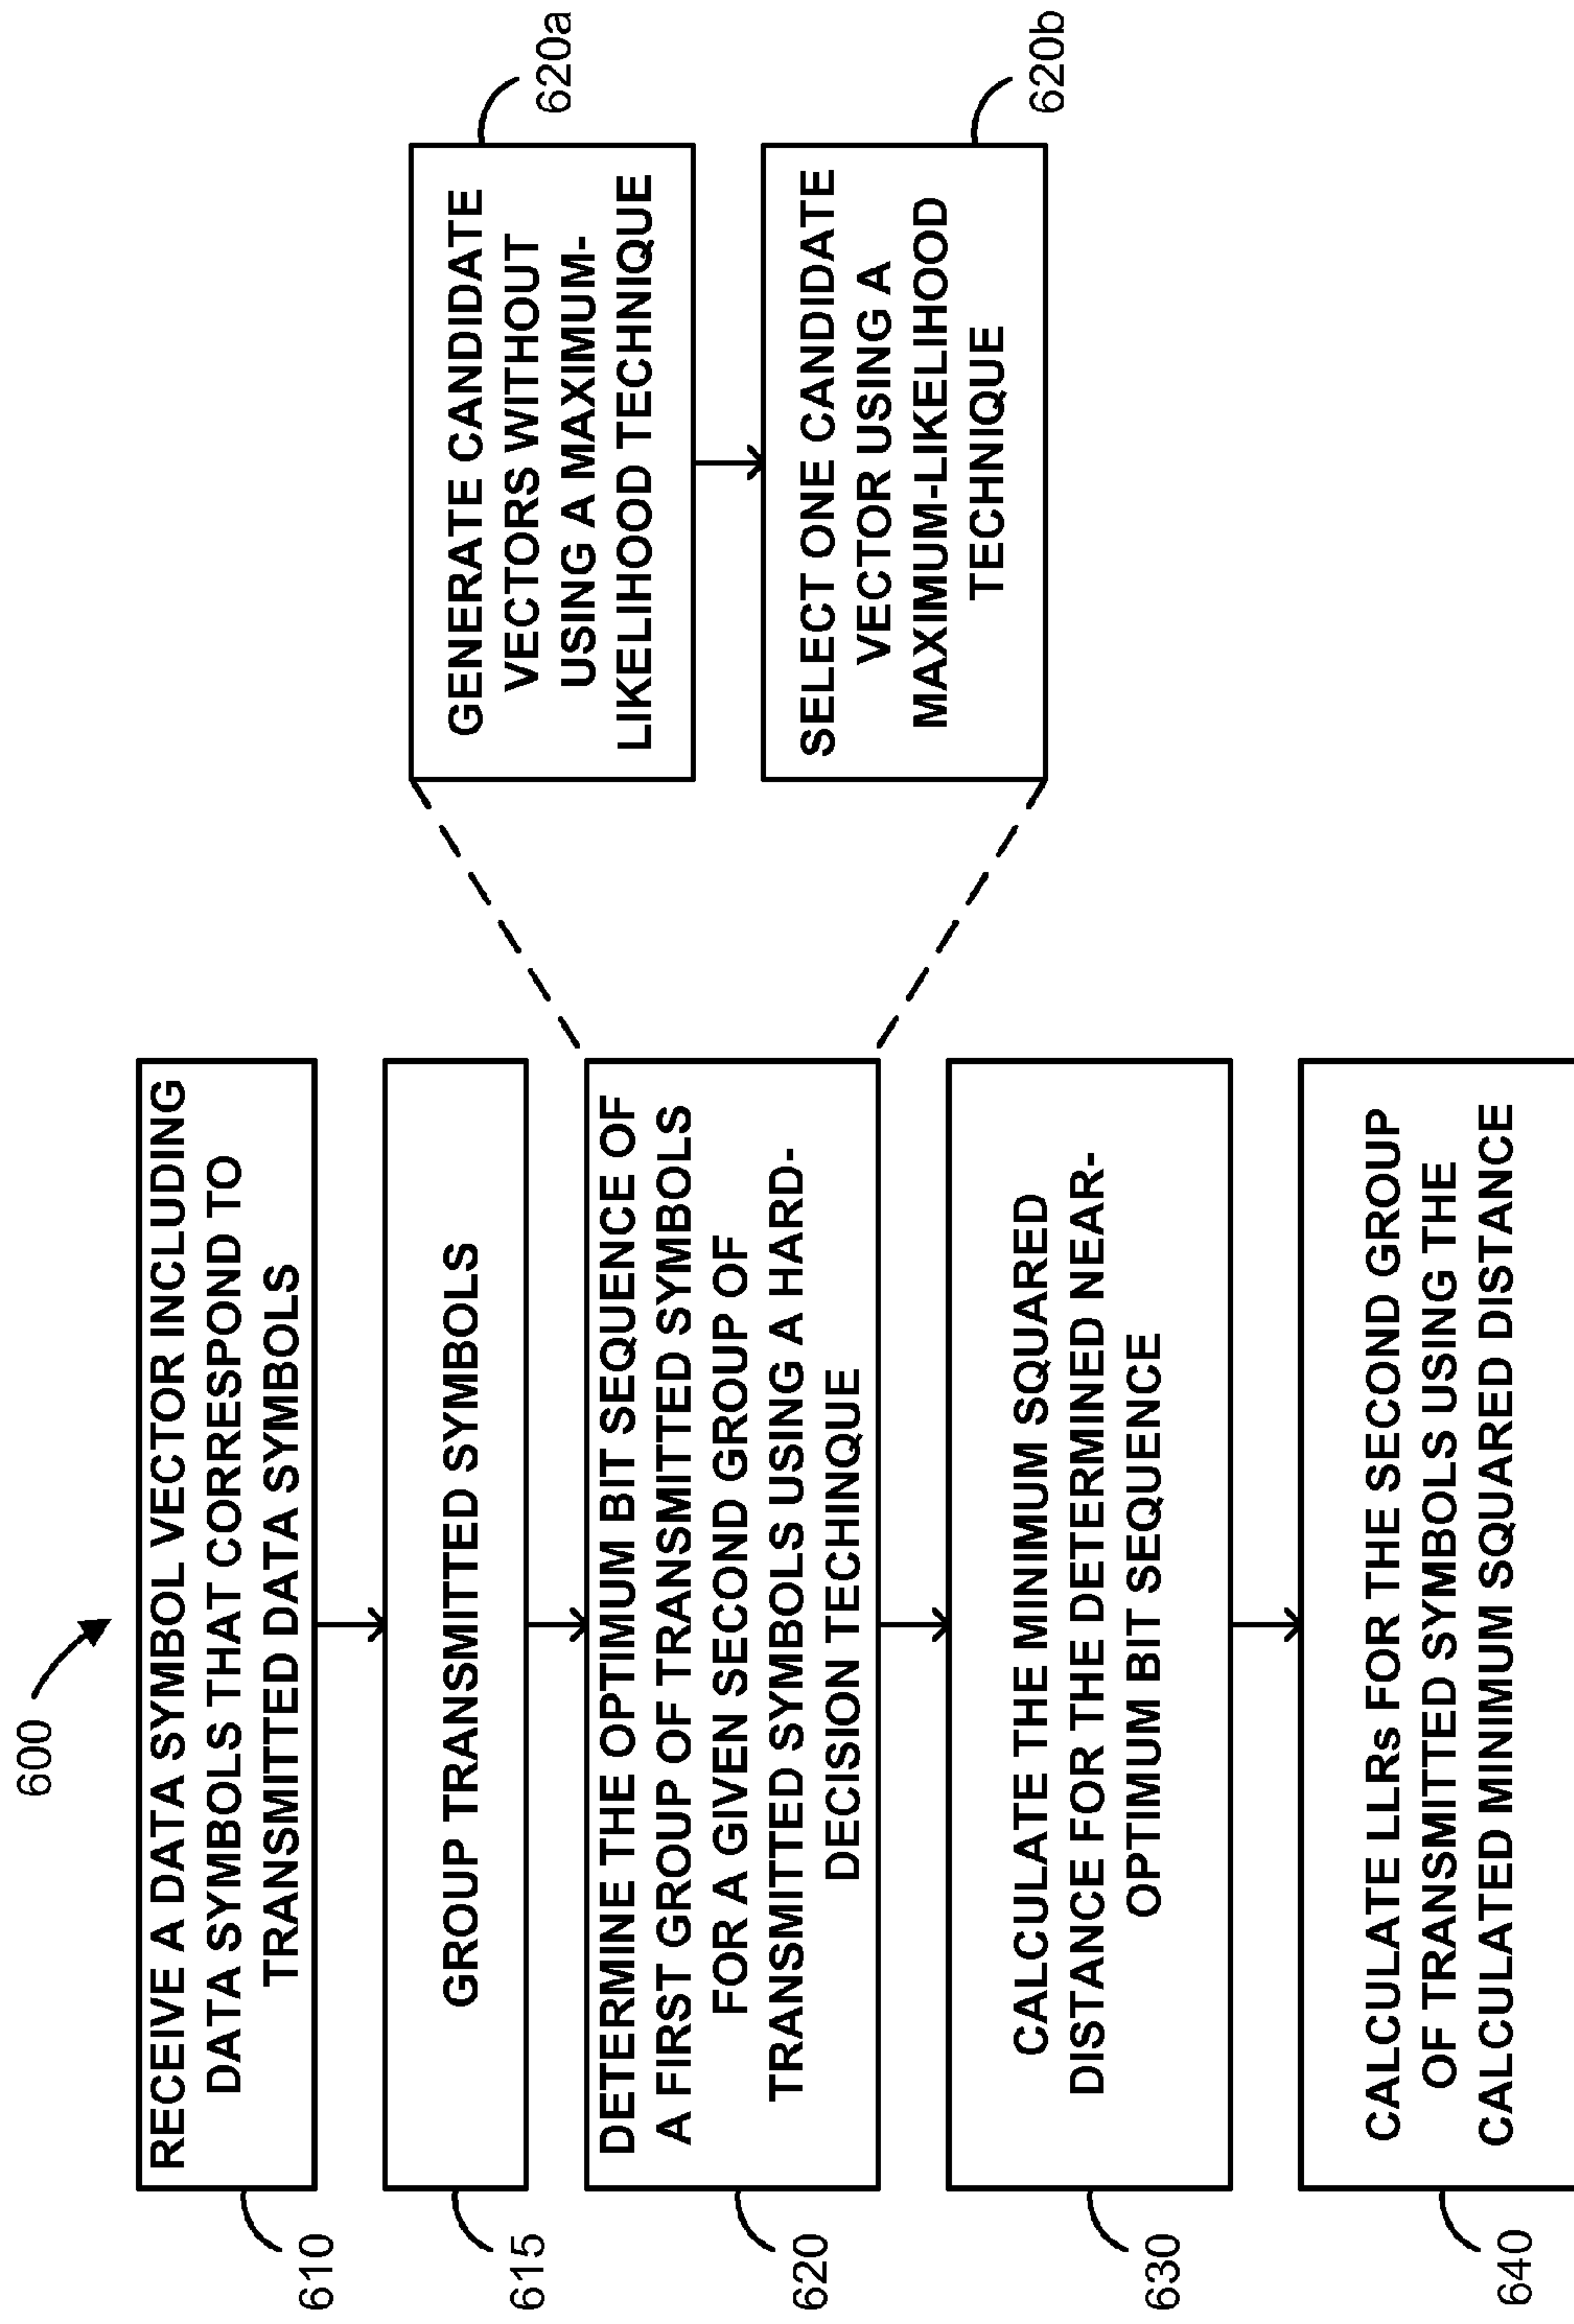 600
RECEIVE A DATA SYMBOL VECTOR INCLUDING
DATA SYMBOLS THAT CORRESPOND TO
TRANSMITTED DATA SYMBOLS
610
GROUP TRANSMITTED SYMBOLS
615
DETERMINE THE OPTIMUM BIT SEQUENCE OF
A FIRST GROUP OF TRANSMITTED SYMBOLS
FOR A GIVEN SECOND GROUP OF
TRANSMITTED SYMBOLS USING A HARD-
DECISION TECHINQUE
620
GENERATE CANDIDATE
VECTORS WITHOUT
USING A MAXIMUM-
LIKELIHOOD TECHNIQUE
620a
SELECT ONE CANDIDATE
VECTOR USING A
MAXIMUM-LIKELIHOOD
TECHNIQUE
620b
CALCULATE THE MINIMUM SQUARED
DISTANCE FOR THE DETERMINED NEAR-
OPTIMUM BIT SEQUENCE
630
CALCULATE LLRs FOR THE SECOND GROUP
OF TRANSMITTED SYMBOLS USING THE
CALCULATED MINIMUM SQUARED DISTANCE
640